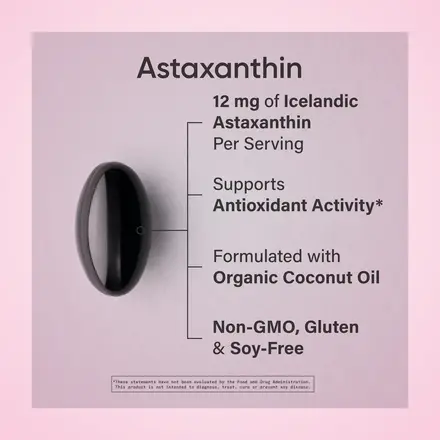 Astaxanthin
12 mg of Icelandic
Astaxanthin
Per Serving
Supports
Antioxidant Activity*
Formulated with
Organic Coconut Oil
Non-GMO, Gluten
& Soy-Free
*These statements have not been evaluated by the Food and Drug Administration.
This product is not intended to diagnose, treat, cure or prevent any disease.